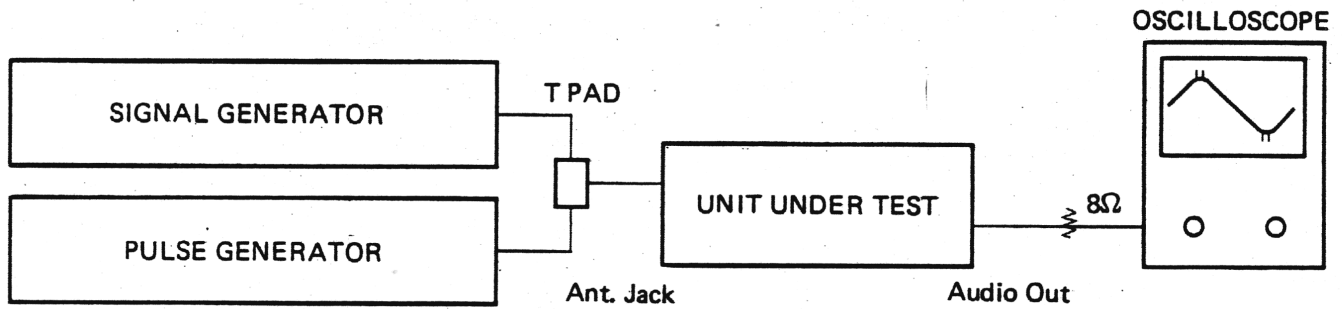 OSCILLOSCOPE
SIGNAL GENERATOR
T PAD
PULSE GENERATOR
UNIT UNDER TEST
8Ω
Ant. Jack
Audio Out